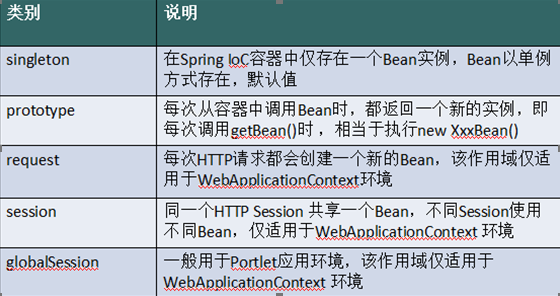 类别 说明
singleton 在Spring IoC容器中仅存在一个Bean实例，Bean以单例
方式存在，默认值
prototype 每次从容器中调用Bean时，都返回一个新的实例，即
每次调用getBean()时，相当于执行new XxxBean()
request 每次HTTP请求都会创建一个新的Bean，该作用域仅适
用于WebApplicationContext环境
session 同一个HTTP Session 共享一个Bean，不同Session使用
不同Bean，仅适用于WebApplicationContext 环境
globalSession 一般用于Portlet应用环境，该作用域仅适用于
WebApplicationContext 环境